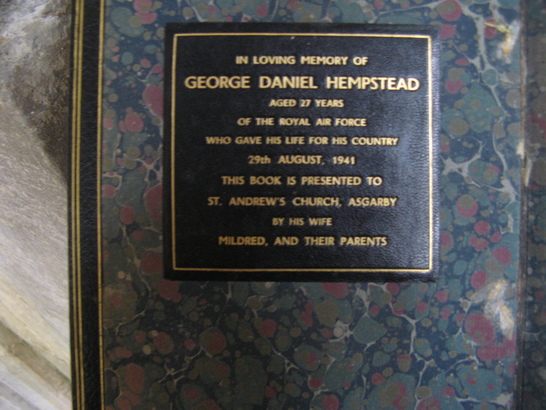 IN LOVING MEMORY OF
GEORGE DANIEL HEMPSTEAD
AGED 27 YEARS
OF THE ROYAL AIR FORCE
WHO GAVE HIS LIFE FOR HIS COUNTRY
29th AUGUST, 1941
THIS BOOK IS PRESENTED TO
ST. ANDREW'S CHURCH, ASGARBY
BY HIS WIFE
MILDRED, AND THEIR PARENTS